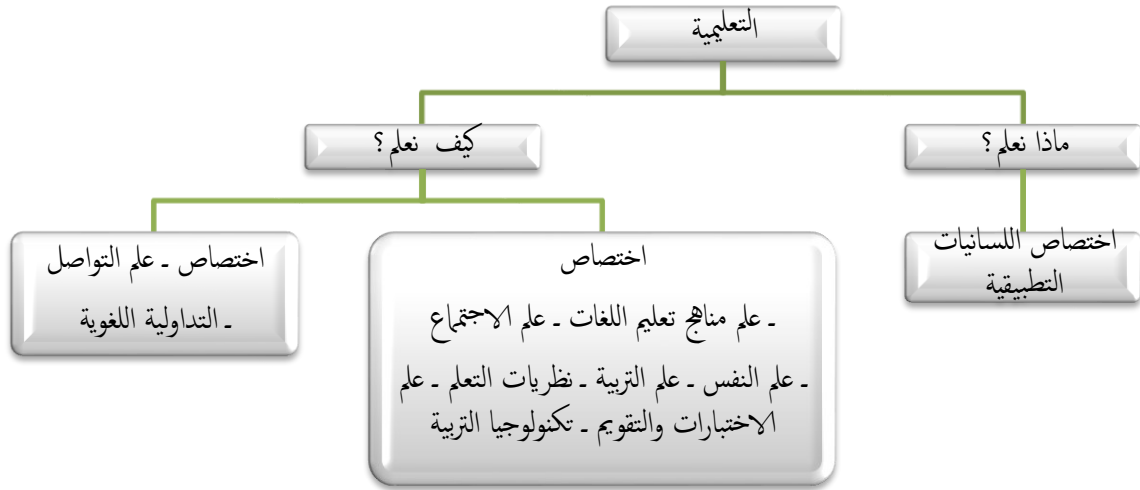 التعليمية
ماذا نعلم؟
كيف نعلم؟
اختصاص اللسانيات
التطبيقية
اختصاص
ـ علم مناهج تعليم اللغات ـ علم الاجتماع
ـ علم النفس ـ علم التربية ـ نظريات التعلم ـ علم
الاختبارات والتقويم ـ تكنولوجيا التربية
اختصاص ـ علم التواصل
ـ التداولية اللغوية